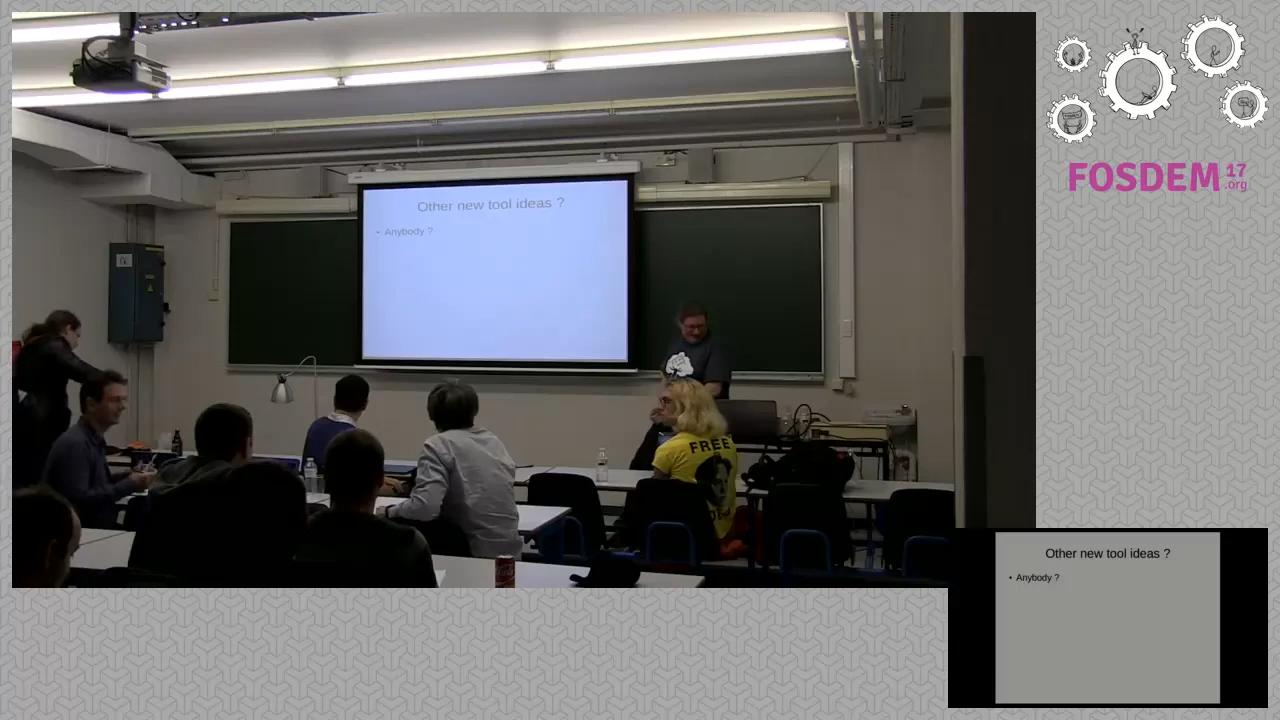 Other new tool ideas ?
• Anybody ?
FREE
FOSDEM 17
.org
Other new tool ideas ?
• Anybody ?